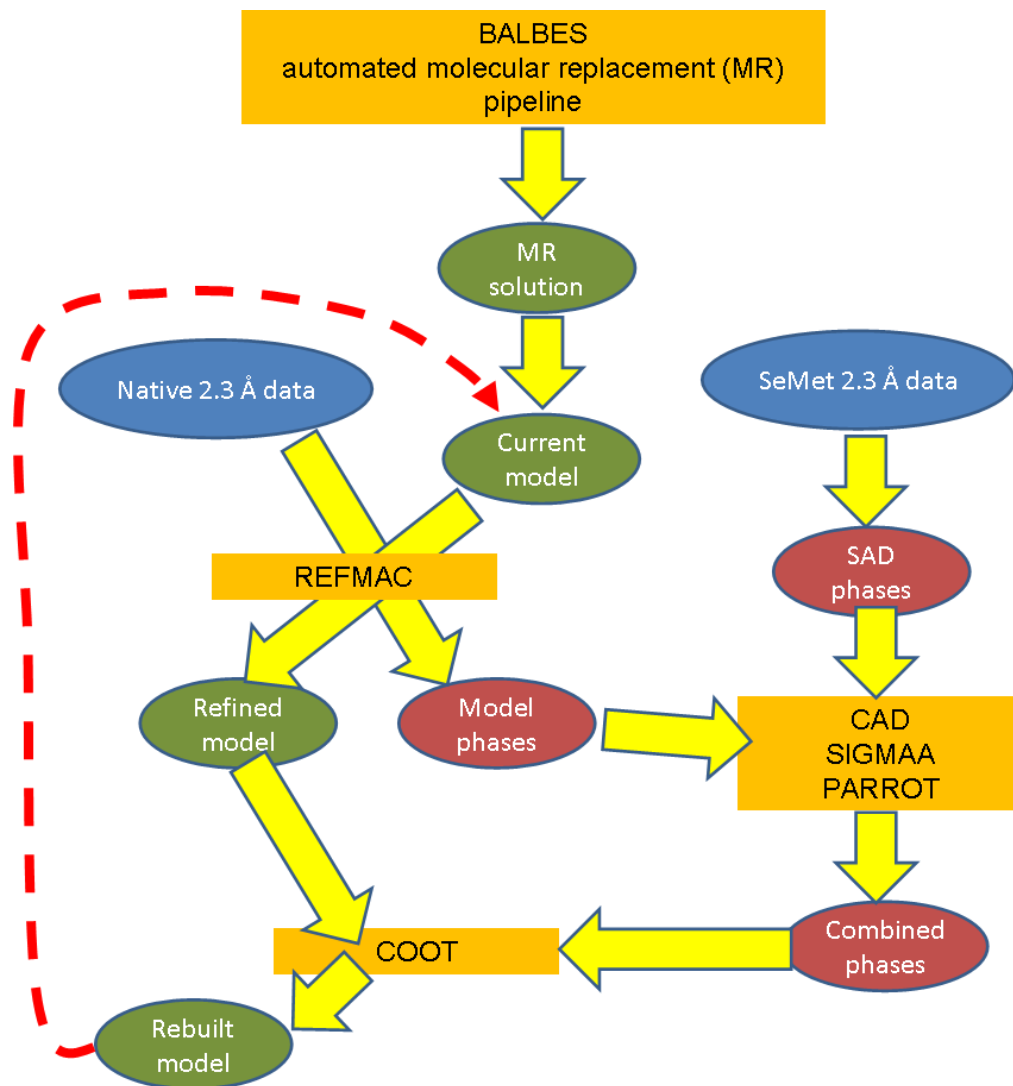 BALBES
automated molecular replacement (MR)
pipeline
MR
solution
Native 2.3 Å data
SeMet 2.3 Å data
Current
model
SAD
phases
REFMAC
Refined
model
Model
phases
CAD
SIGMAA
PARROT
Combined
phases
COOT
Rebuilt
model